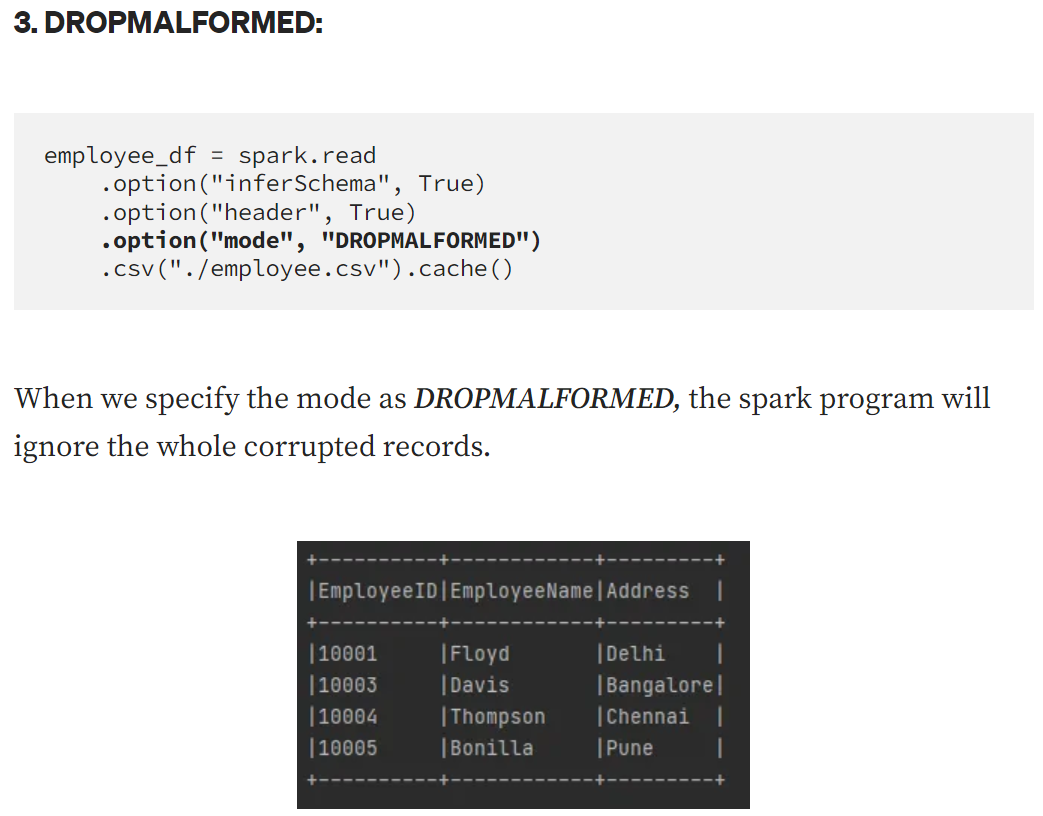 3. DROPMALFORMED:
employee_df = spark.read
    .option("inferSchema", True)
    .option("header", True)
    .option("mode", "DROPMALFORMED")
    .csv("./employee.csv").cache()
When we specify the mode as DROPMALFORMED, the spark program will
ignore the whole corrupted records.
+----------+------------+---------+
|EmployeeID|EmployeeName|Address  |
+----------+------------+---------+
|10001     |Floyd       |Delhi    |
|10003     |Davis       |Bangalore|
|10004     |Thompson    |Chennai  |
|10005     |Bonilla     |Pune     |
+----------+------------+---------+